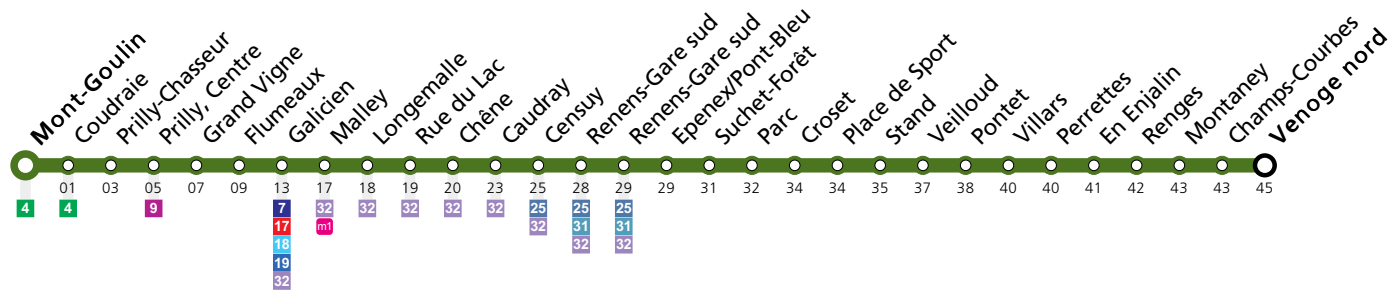 Mont-Goulin
Coudraie
Prilly-Chasseur
Prilly, Centre
Grand Vigne
Flumeaux
Galicien
Malley
Longemalle
Rue du Lac
Chêne
Caudray
Censuy
Renens-Gare sud
Renens-Gare sud
Epenex/Pont-Bleu
Suchet-Forêt
Parc
Croset
Place de Sport
Stand
Veilloud
Pontet
Villars
Perrettes
En Enjalin
Renges
Montaney
Champs-Courbes
Venoge nord
01 03 05 07 09 13 17 18 19 20 23 25 28 29 29 31 32 34 34 35 37 38 40 40 41 42 43 43 45
4 4 9 7 32 32 32 32 32 25 25 25
17 m1 32 31 31
18 32 32
19
32